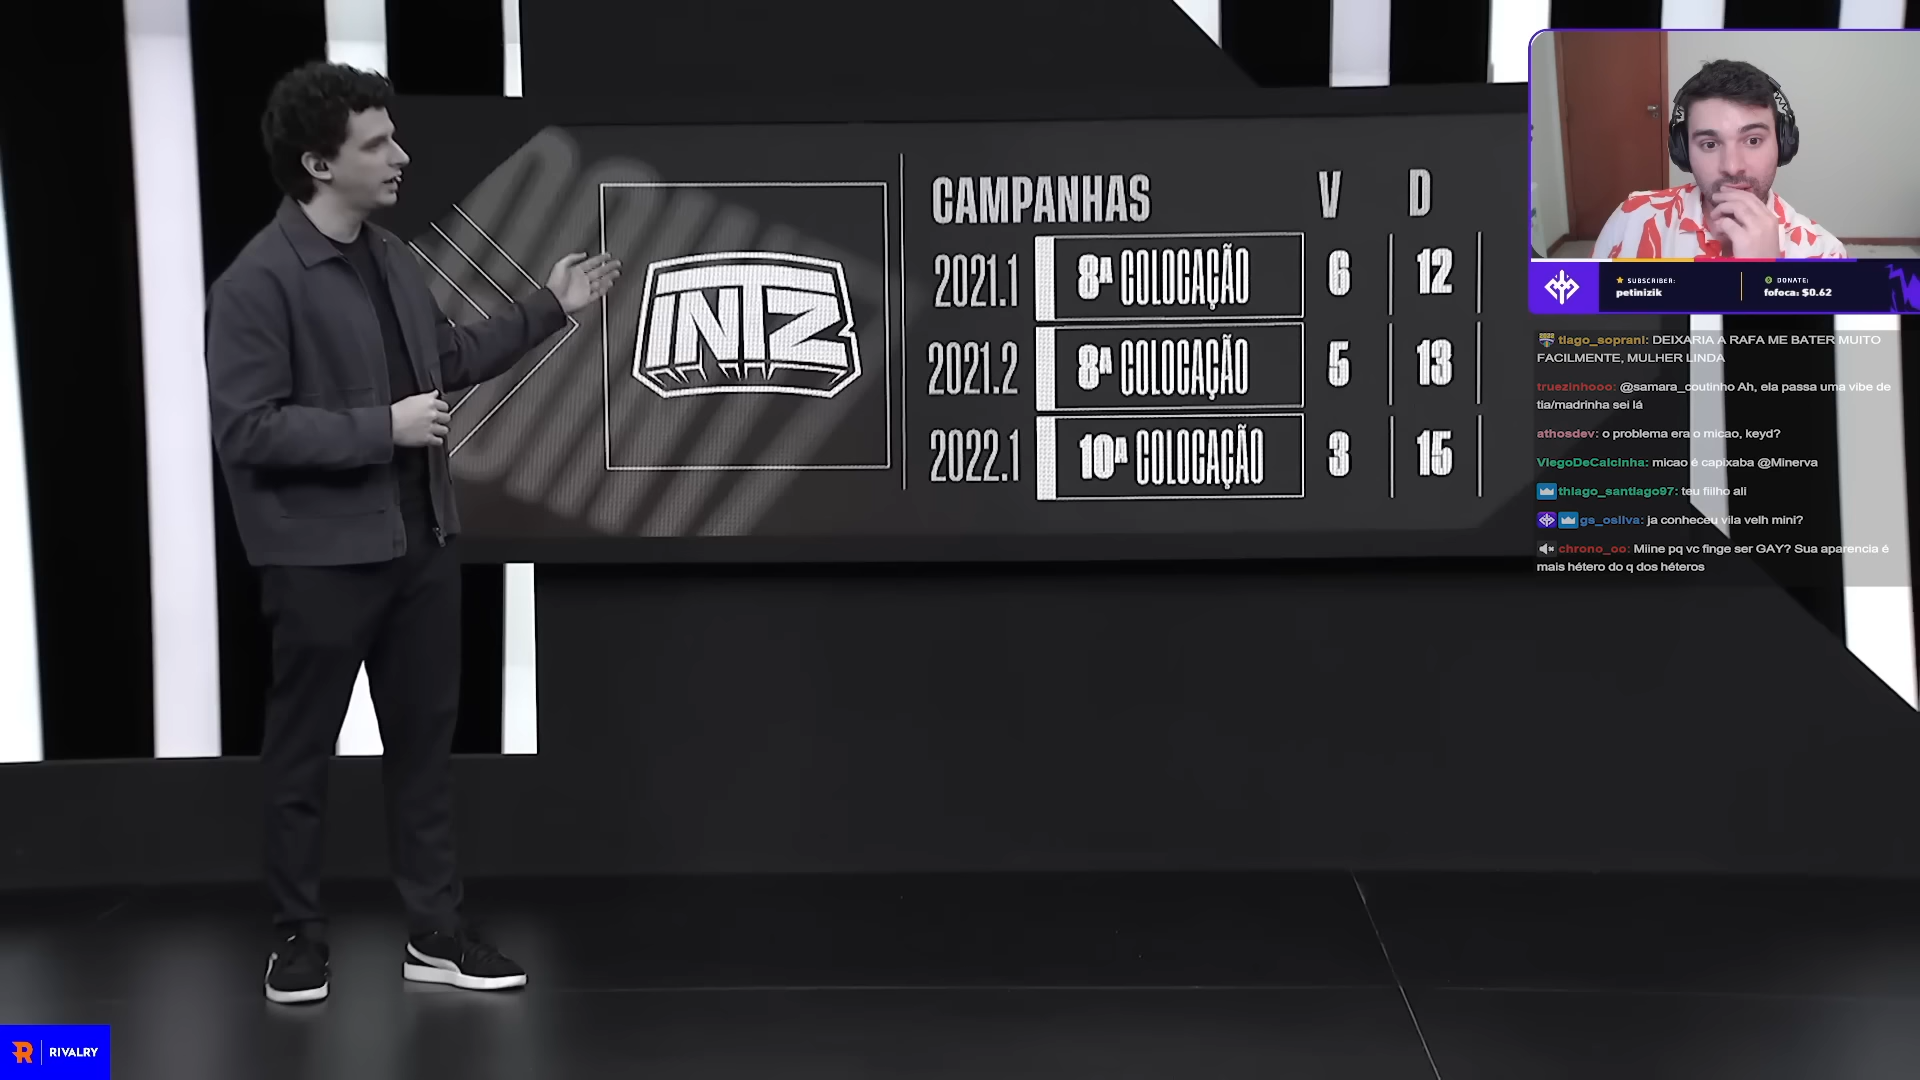 CAMPANHAS V D
2021.1 8ª COLOCAÇÃO 6 12
2021.2 8ª COLOCAÇÃO 5 13
2022.1 10ª COLOCAÇÃO 3 15
INTZ
SUBSCRIBER:
petinizik
DONATE:
fofoca: $0.62
tiago_soprani: DEIXARIA A RAFA ME BATER MUITO
FACILMENTE, MULHER LINDA
truezinhooo: @samara_coutinho Ah, ela passa uma vibe de
tia/madrinha sei lá
athosdev: o problema era o micao, keyd?
ViegoDeCalcinha: micao é capixaba @Minerva
thiago_santiago97: teu fiilho ali
gs_osilva: ja conheceu vila velh mini?
chrono_oo: Miine pq vc finge ser GAY? Sua aparencia é
mais hétero do q dos héteros
R RIVALRY